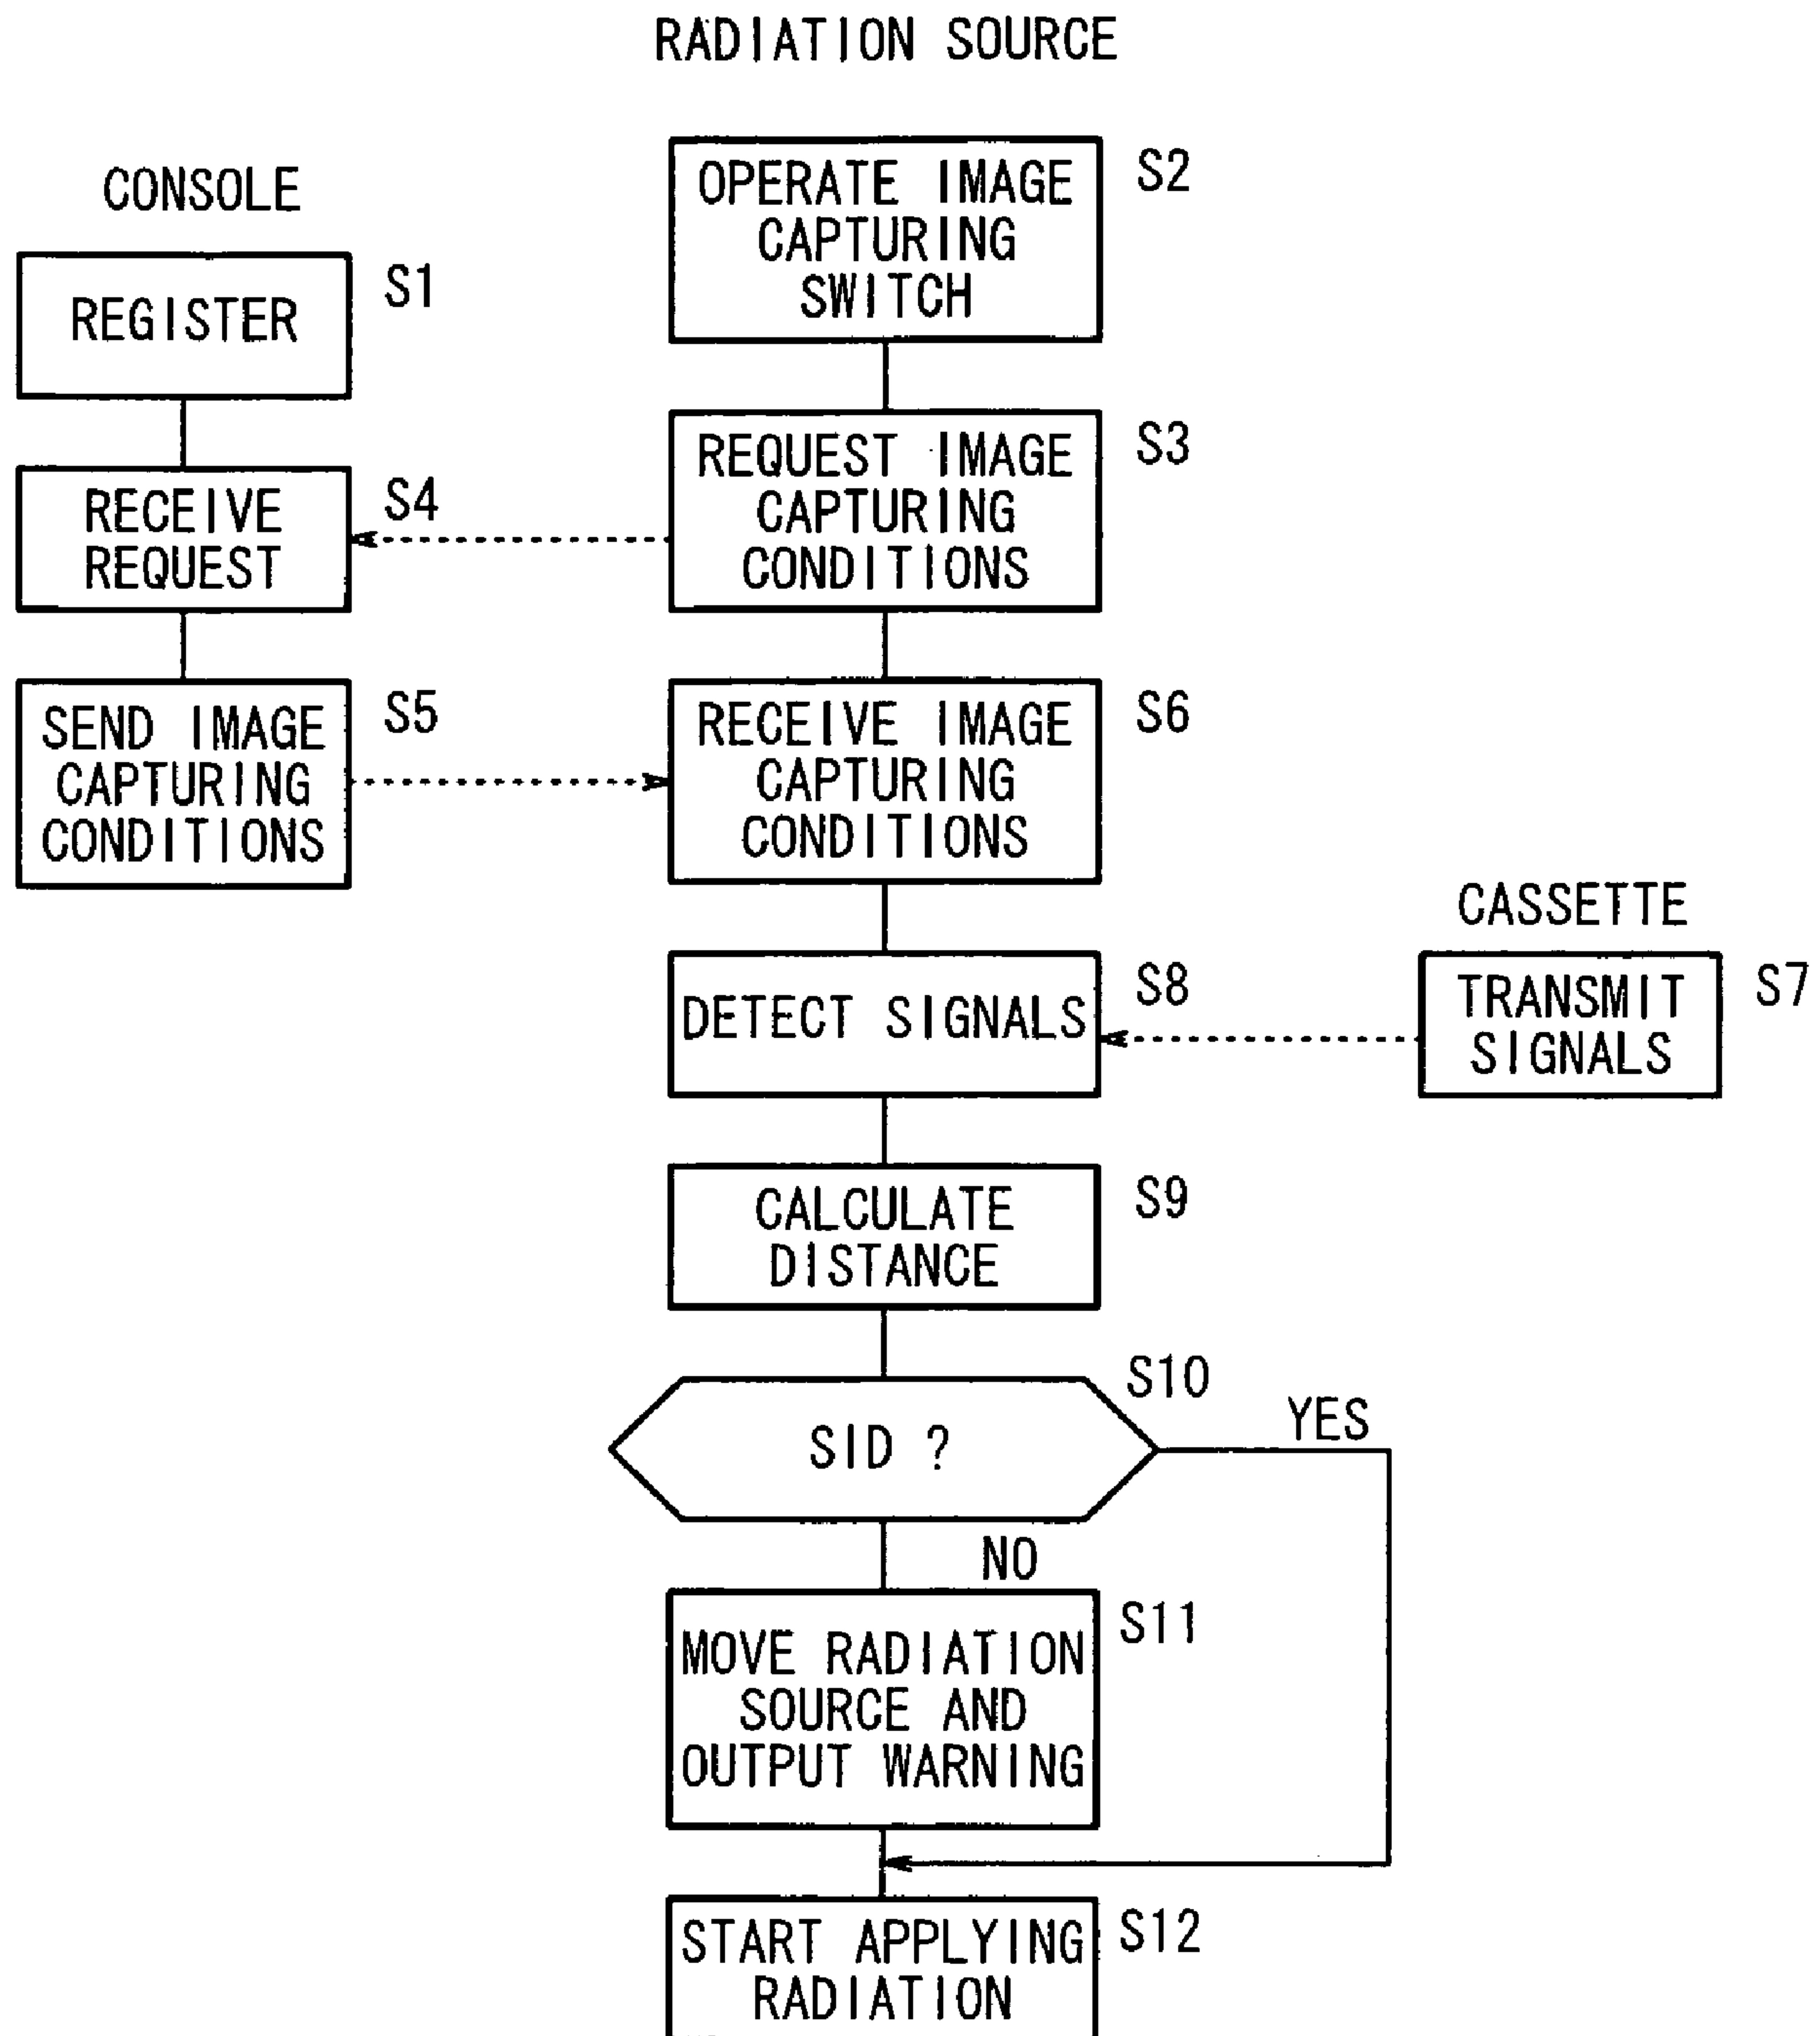 RADIATION SOURCE
CONSOLE
REGISTER
S1
OPERATE IMAGE
CAPTURING
SWITCH
S2
REQUEST IMAGE
CAPTURING
CONDITIONS
S3
RECEIVE
REQUEST
S4
SEND IMAGE
CAPTURING
CONDITIONS
S5
RECEIVE IMAGE
CAPTURING
CONDITIONS
S6
CASSETTE
TRANSMIT
SIGNALS
S7
DETECT SIGNALS
S8
CALCULATE
DISTANCE
S9
SID ?
S10
YES
NO
MOVE RADIATION
SOURCE AND
OUTPUT WARNING
S11
START APPLYING
RADIATION
S12